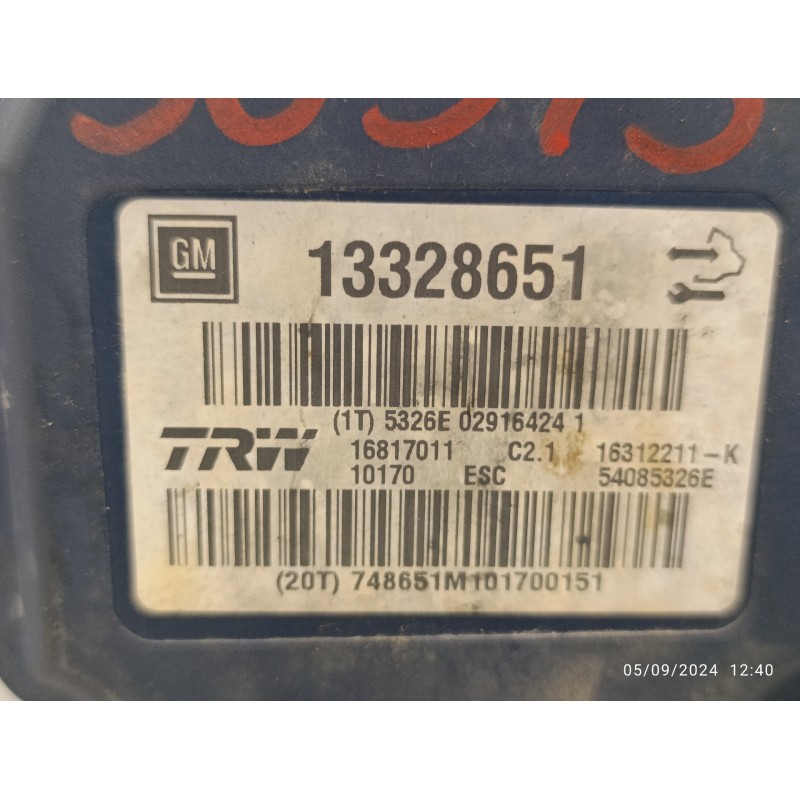 GM 13328651
(1T) 5326E 02916424 1
TRW 16817011 C2.1 16312211-K
10170 ESC 54085326E
(20T) 748651M101700151
05/09/2024 12:40